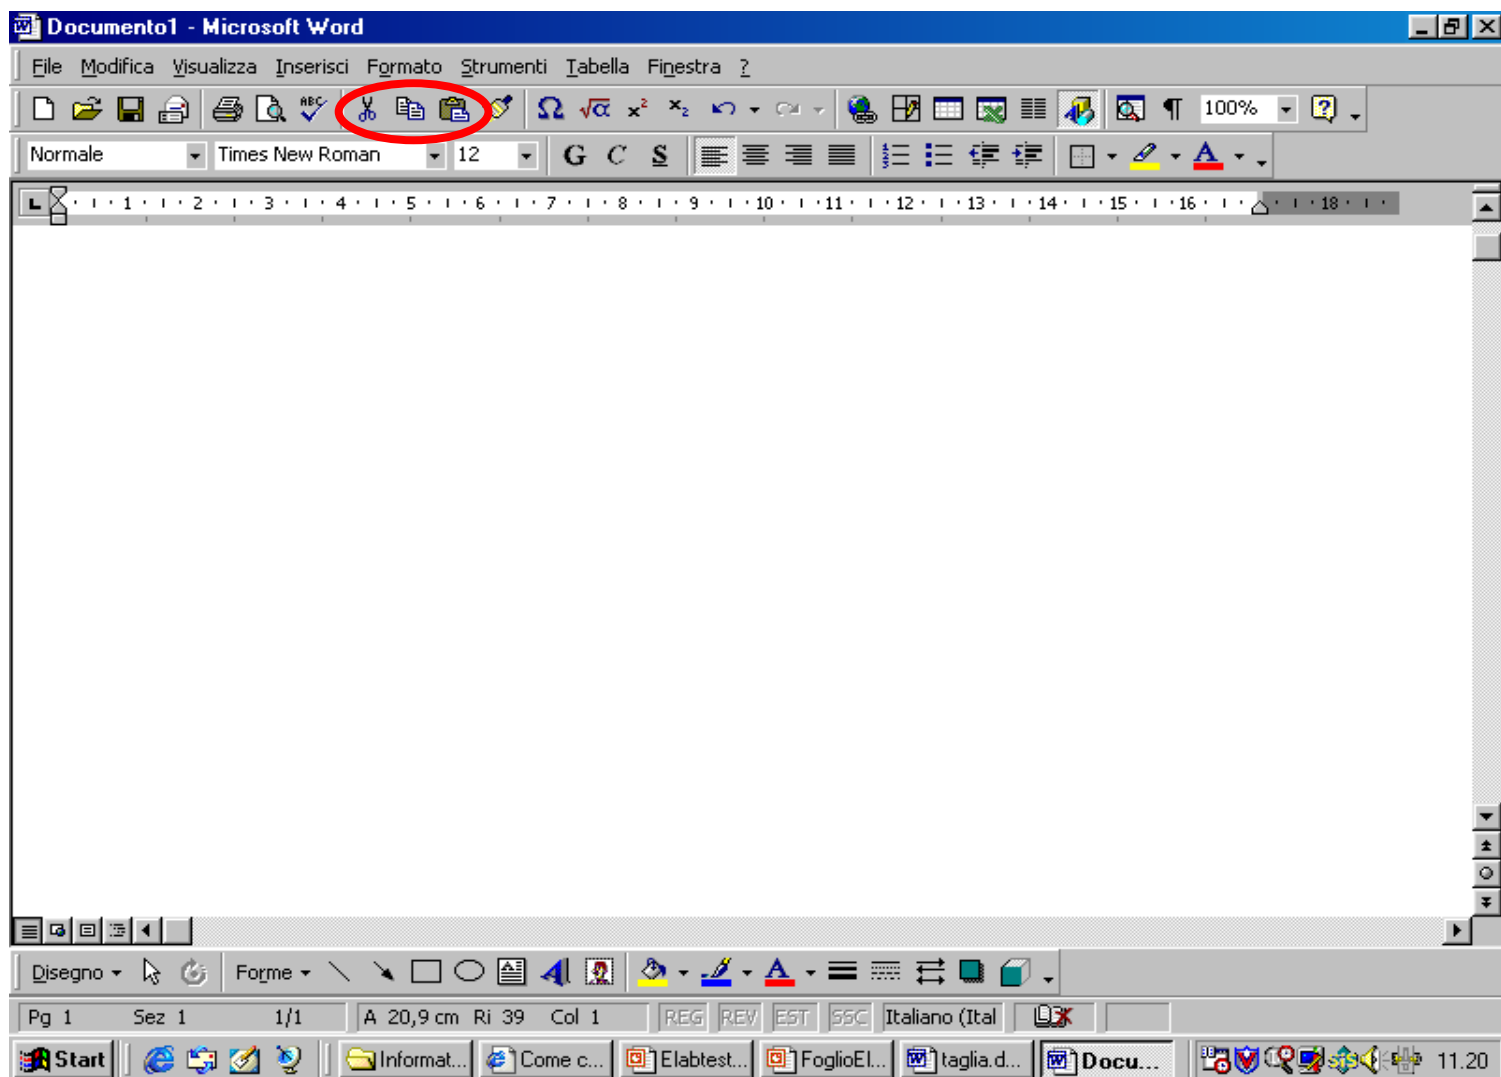 Documento1 - Microsoft Word
File Modifica Visualizza Inserisci Formato Strumenti Tabella Finestra ?
ABC Ω √α x² x₂ ¶ 100% ?
Normale Times New Roman 12 G C S A
L 1 2 3 4 5 6 7 8 9 10 11 12 13 14 15 16 18
Disegno Forme A A
Pg 1 Sez 1 1/1 A 20,9 cm Ri 39 Col 1 REG REV EST SSC Italiano (Ital
Start Informat... Come c... Elabtest... FoglioEl... taglia.d... Docu... 11.20